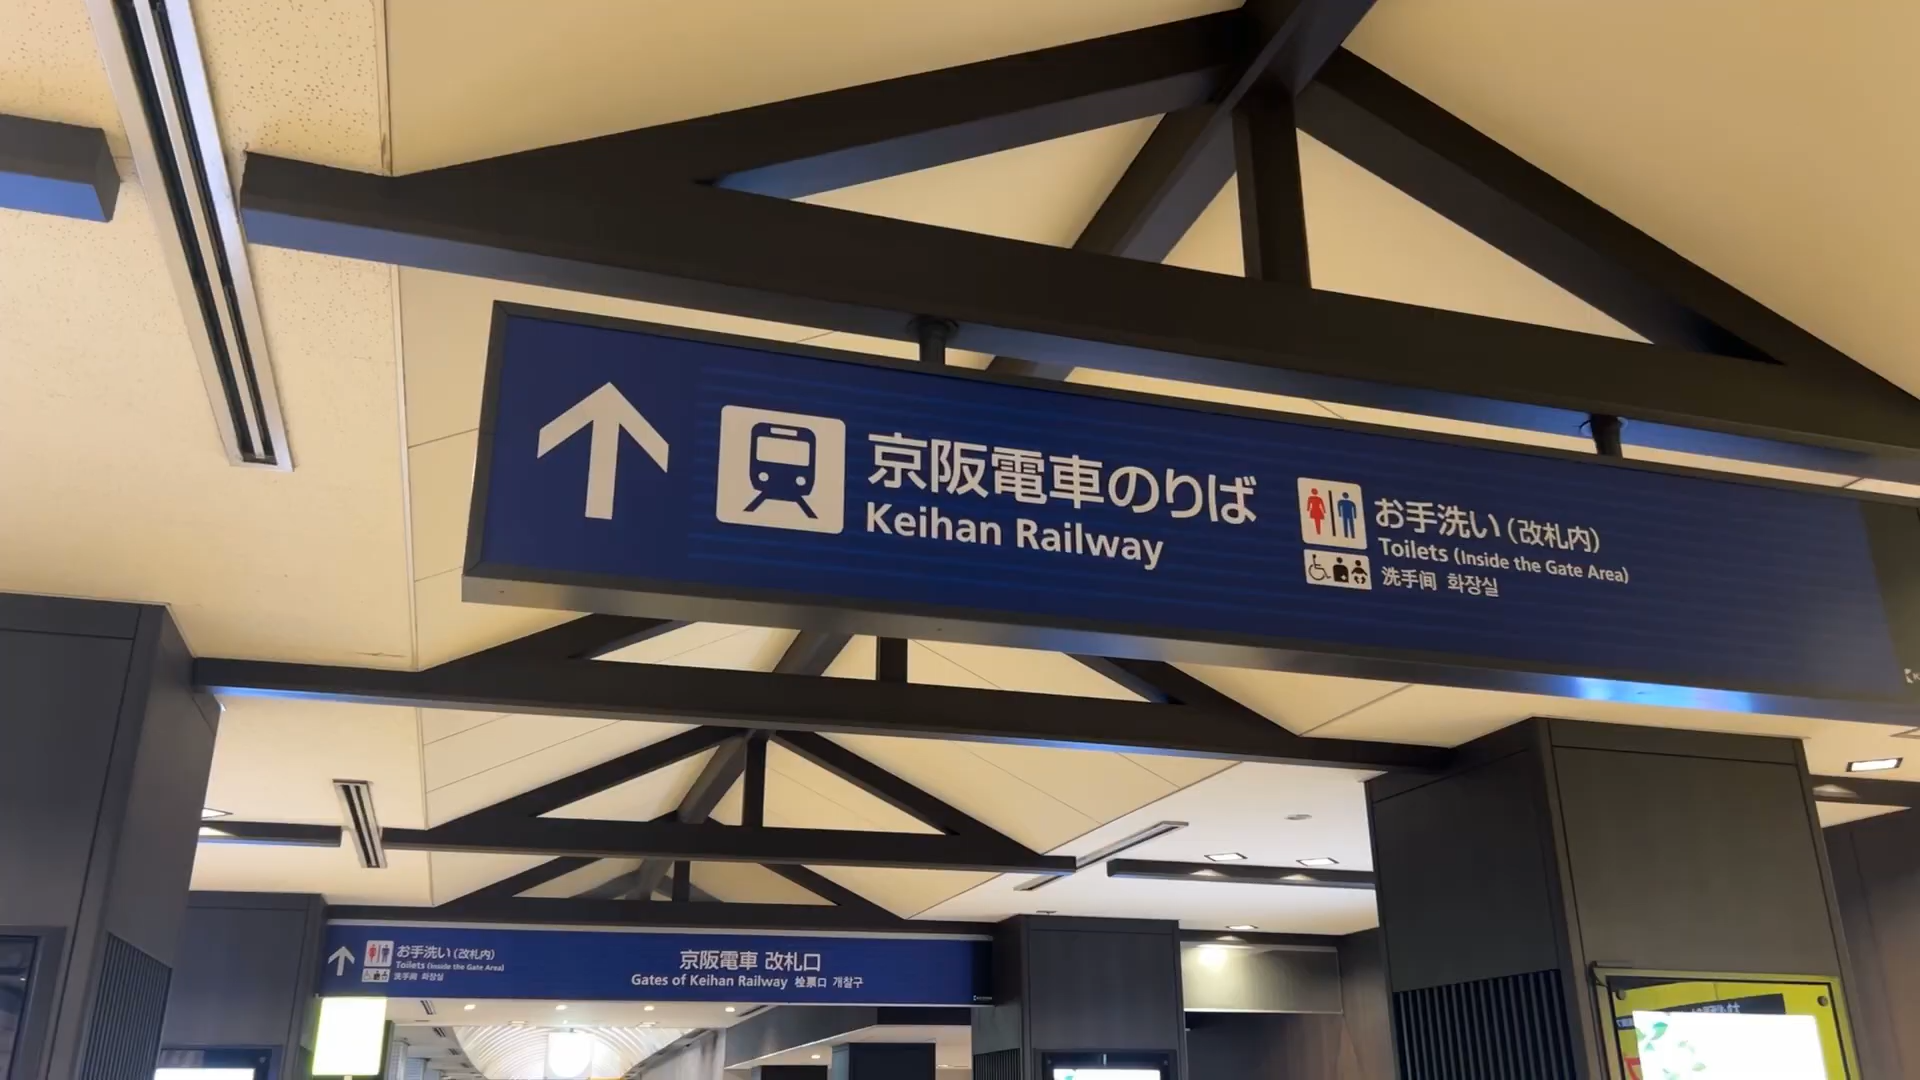 京阪電車のりば
Keihan Railway
お手洗い（改札内）
Toilets (Inside the Gate Area)
洗手间 화장실
お手洗い（改札内）
Toilets (Inside the Gate Area)
洗手间 화장실
京阪電車 改札口
Gates of Keihan Railway 检票口 개찰구